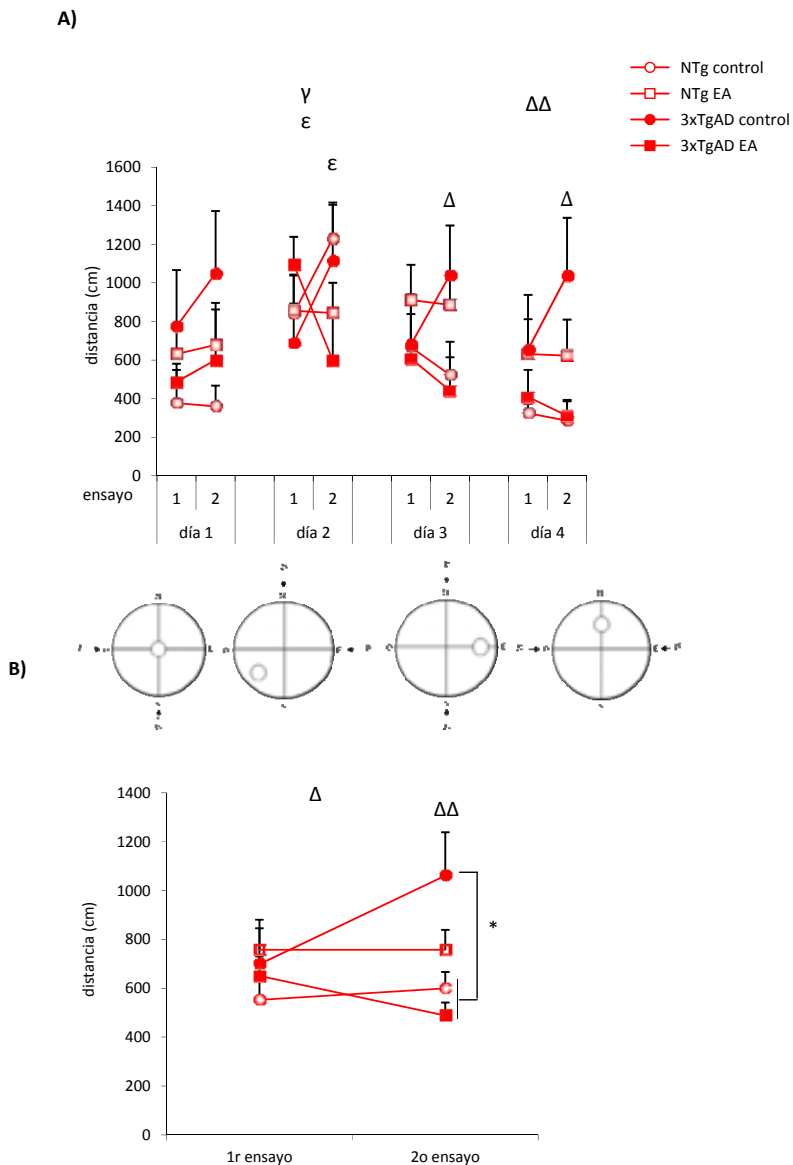 A)
NTg control
NTg EA
3xTgAD control
3xTgAD EA
γ
ε
ε
Δ
ΔΔ
Δ
distancia (cm)
1600
1400
1200
1000
800
600
400
200
0
ensayo
1 2 1 2 1 2 1 2
día 1 día 2 día 3 día 4
B)
Δ
ΔΔ
*
distancia (cm)
1400
1200
1000
800
600
400
200
0
1r ensayo 2o ensayo